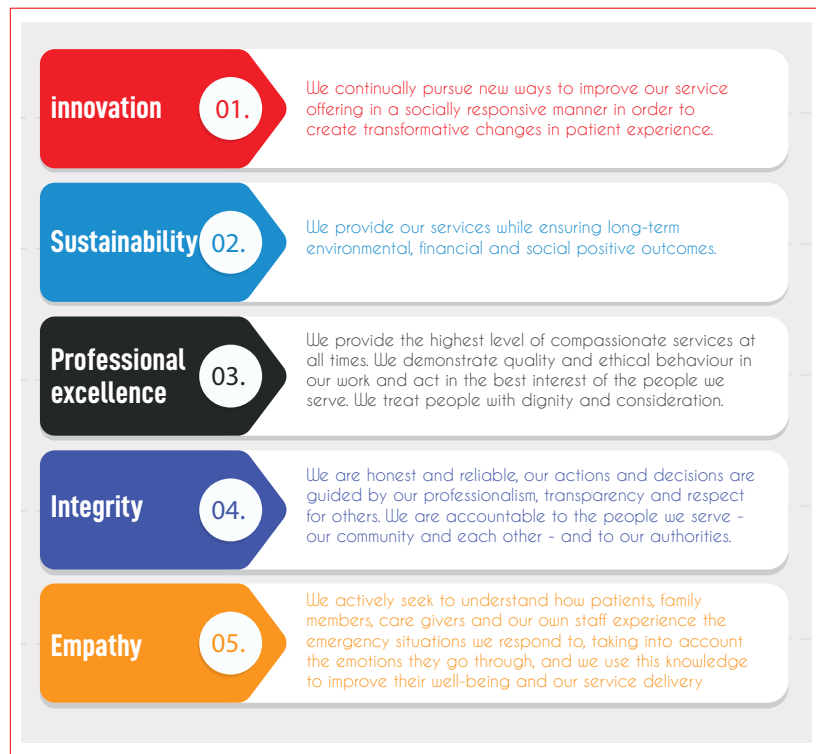 innovation
01.
We continually pursue new ways to improve our service
offering in a socially responsive manner in order to
create transformative changes in patient experience.
Sustainability
02.
We provide our services while ensuring long-term
environmental, financial and social positive outcomes.
Professional
excellence
03.
We provide the highest level of compassionate services at
all times. We demonstrate quality and ethical behaviour in
our work and act in the best interest of the people we
serve. We treat people with dignity and consideration.
Integrity
04.
We are honest and reliable, our actions and decisions are
guided by our professionalism, transparency and respect
for others. We are accountable to the people we serve -
our community and each other - and to our authorities.
Empathy
05.
We actively seek to understand how patients, family
members, care givers and our own staff experience the
emergency situations we respond to, taking into account
the emotions they go through, and we use this knowledge
to improve their well-being and our service delivery